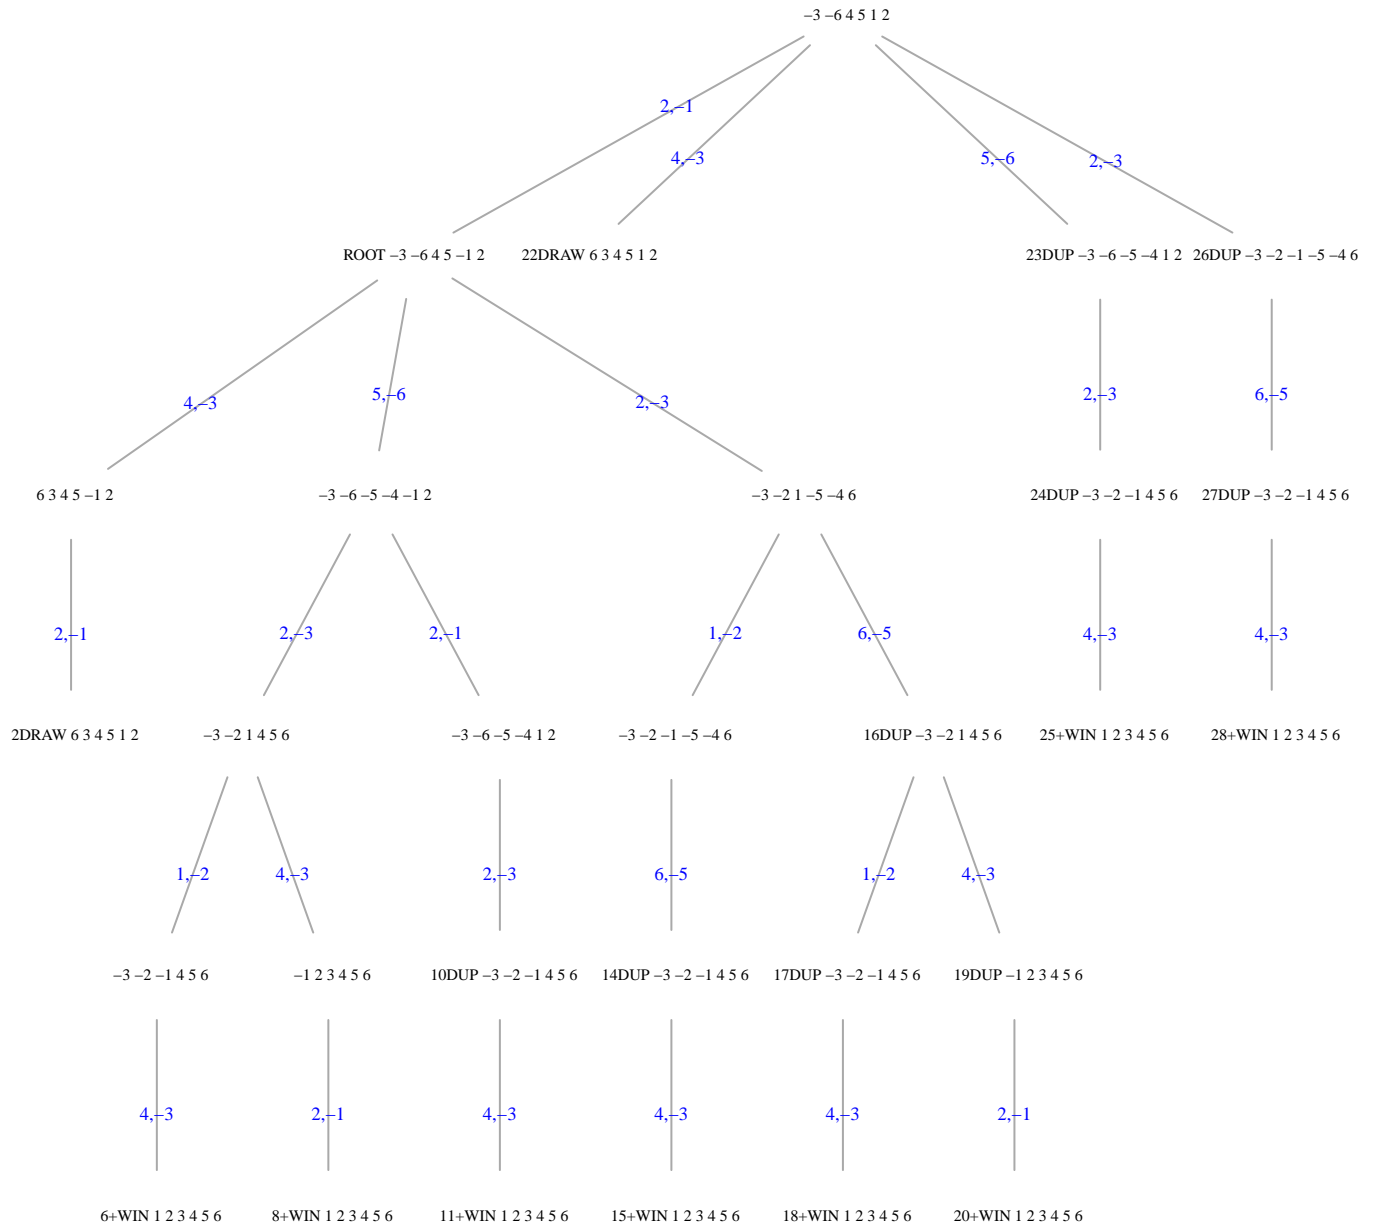 −3 −6 4 5 1 2
2,−1
4,−3
5,−6
2,−3
ROOT −3 −6 4 5 −1 2
22DRAW 6 3 4 5 1 2
23DUP −3 −6 −5 −4 1 2
26DUP −3 −2 −1 −5 −4 6
4,−3
5,−6
2,−3
2,−3
6,−5
6 3 4 5 −1 2
−3 −6 −5 −4 −1 2
−3 −2 1 −5 −4 6
24DUP −3 −2 −1 4 5 6
27DUP −3 −2 −1 4 5 6
2,−1
2,−3
2,−1
1,−2
6,−5
4,−3
4,−3
2DRAW 6 3 4 5 1 2
−3 −2 1 4 5 6
−3 −6 −5 −4 1 2
−3 −2 −1 −5 −4 6
16DUP −3 −2 1 4 5 6
25+WIN 1 2 3 4 5 6
28+WIN 1 2 3 4 5 6
1,−2
4,−3
2,−3
6,−5
1,−2
4,−3
−3 −2 −1 4 5 6
−1 2 3 4 5 6
10DUP −3 −2 −1 4 5 6
14DUP −3 −2 −1 4 5 6
17DUP −3 −2 −1 4 5 6
19DUP −1 2 3 4 5 6
4,−3
2,−1
4,−3
4,−3
4,−3
2,−1
6+WIN 1 2 3 4 5 6
8+WIN 1 2 3 4 5 6
11+WIN 1 2 3 4 5 6
15+WIN 1 2 3 4 5 6
18+WIN 1 2 3 4 5 6
20+WIN 1 2 3 4 5 6